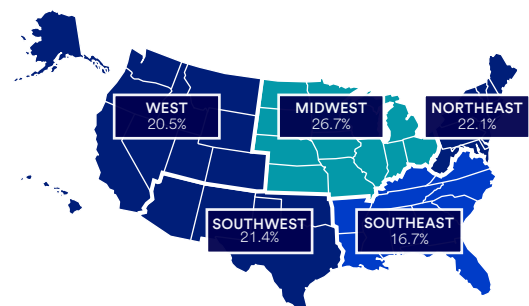 WEST
20.5%
MIDWEST
26.7%
NORTHEAST
22.1%
SOUTHWEST
21.4%
SOUTHEAST
16.7%